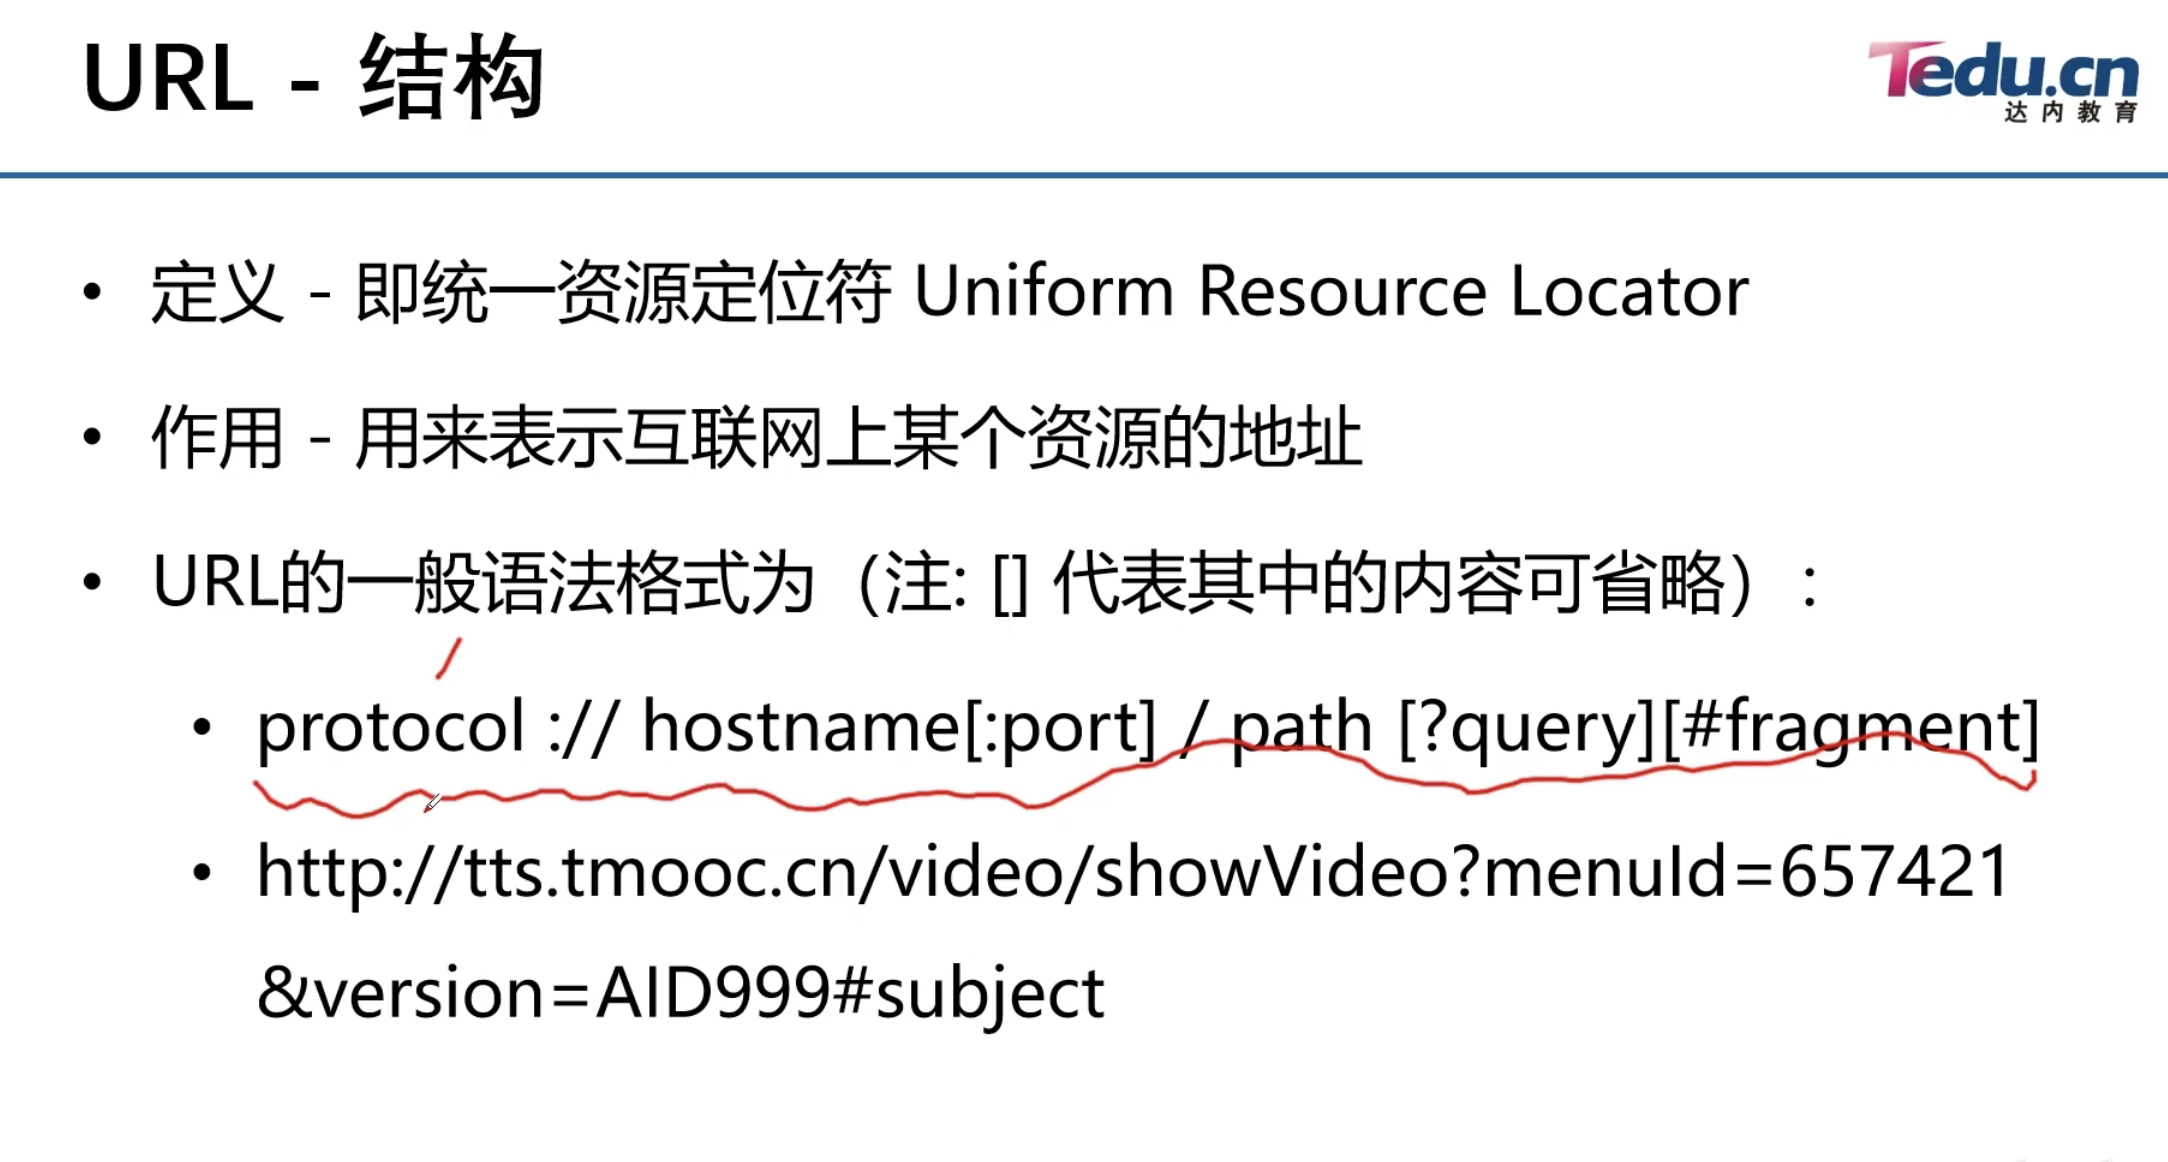 URL - 结构
Tedu.cn
达内教育
• 定义 - 即统一资源定位符 Uniform Resource Locator
• 作用 - 用来表示互联网上某个资源的地址
• URL的一般语法格式为（注: [] 代表其中的内容可省略）:
• protocol :// hostname[:port] / path [?query][#fragment]
• http://tts.tmooc.cn/video/showVideo?menuId=657421
&version=AID999#subject